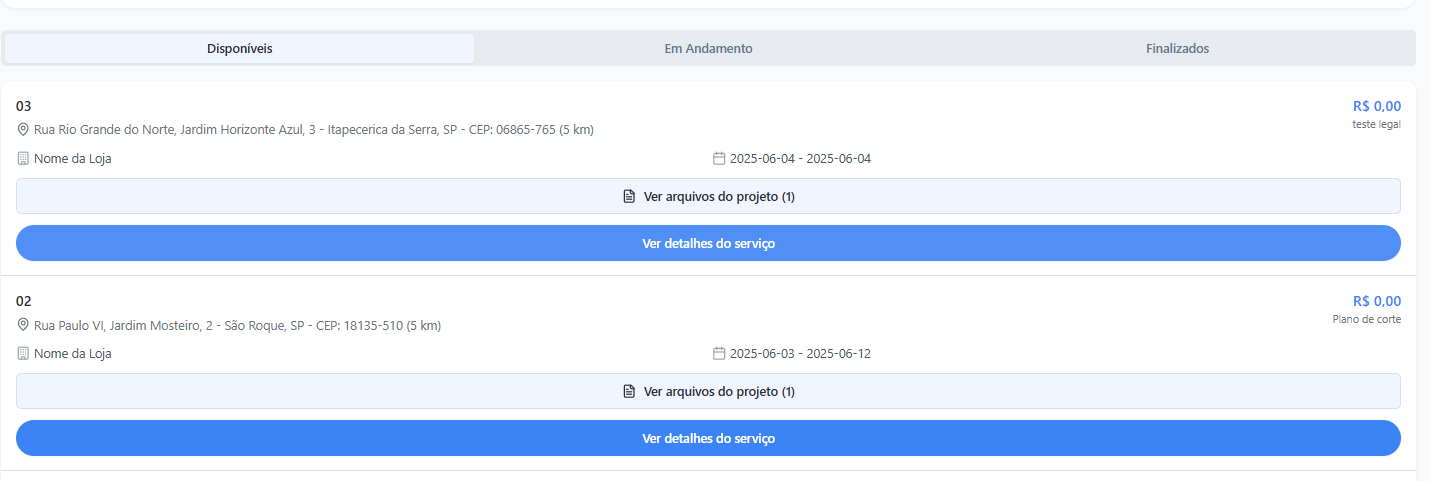 Disponíveis Em Andamento Finalizados
03 R$ 0,00
Rua Rio Grande do Norte, Jardim Horizonte Azul, 3 - Itapecerica da Serra, SP - CEP: 06865-765 (5 km) teste legal
Nome da Loja 2025-06-04 - 2025-06-04
Ver arquivos do projeto (1)
Ver detalhes do serviço
02 R$ 0,00
Rua Paulo VI, Jardim Mosteiro, 2 - São Roque, SP - CEP: 18135-510 (5 km) Plano de corte
Nome da Loja 2025-06-03 - 2025-06-12
Ver arquivos do projeto (1)
Ver detalhes do serviço